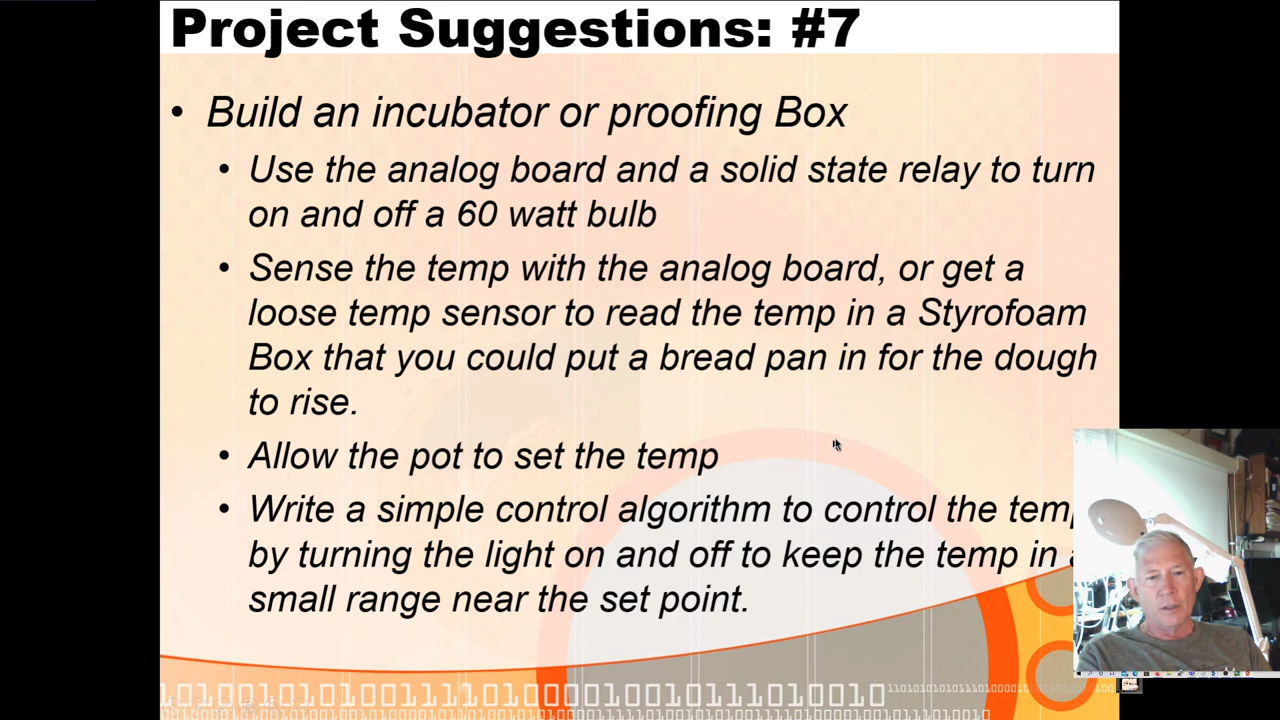 Project Suggestions: #7
• Build an incubator or proofing Box
• Use the analog board and a solid state relay to turn
on and off a 60 watt bulb
• Sense the temp with the analog board, or get a
loose temp sensor to read the temp in a Styrofoam
Box that you could put a bread pan in for the dough
to rise.
• Allow the pot to set the temp
• Write a simple control algorithm to control the temp
by turning the light on and off to keep the temp in a
small range near the set point.